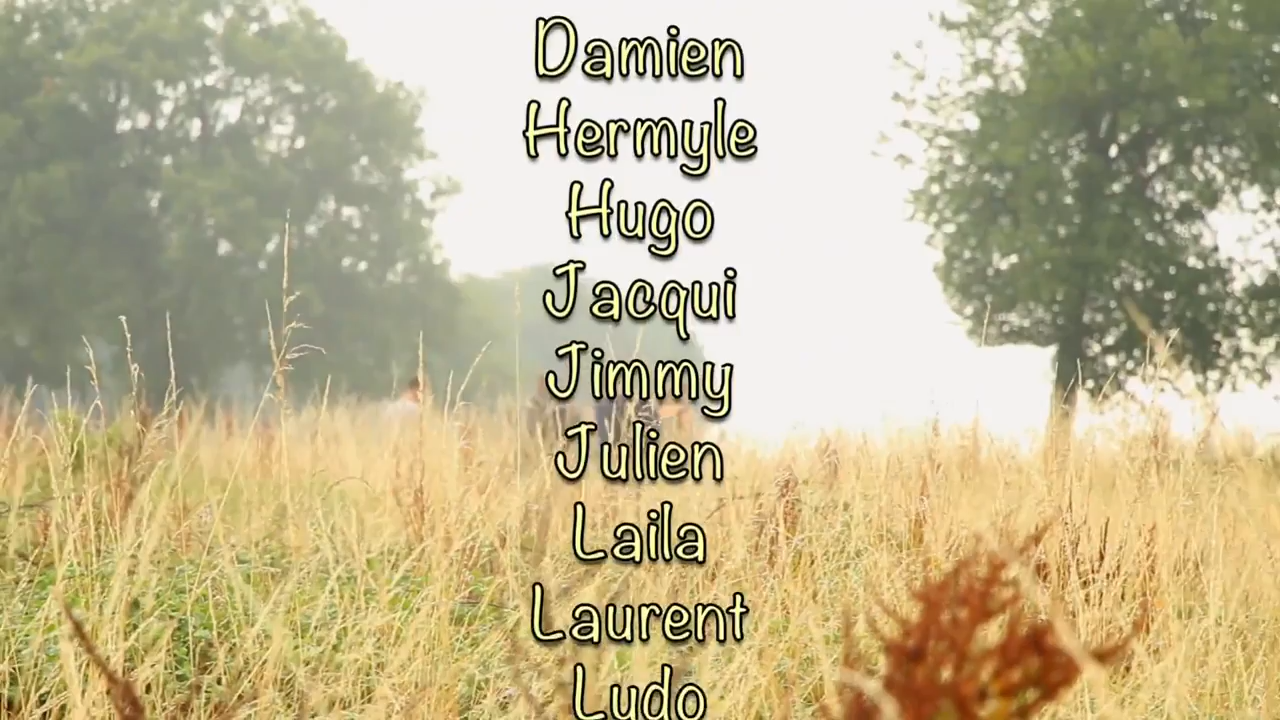 Damien
Hermyle
Hugo
Jacqui
Jimmy
Julien
Laila
Laurent
Ludo